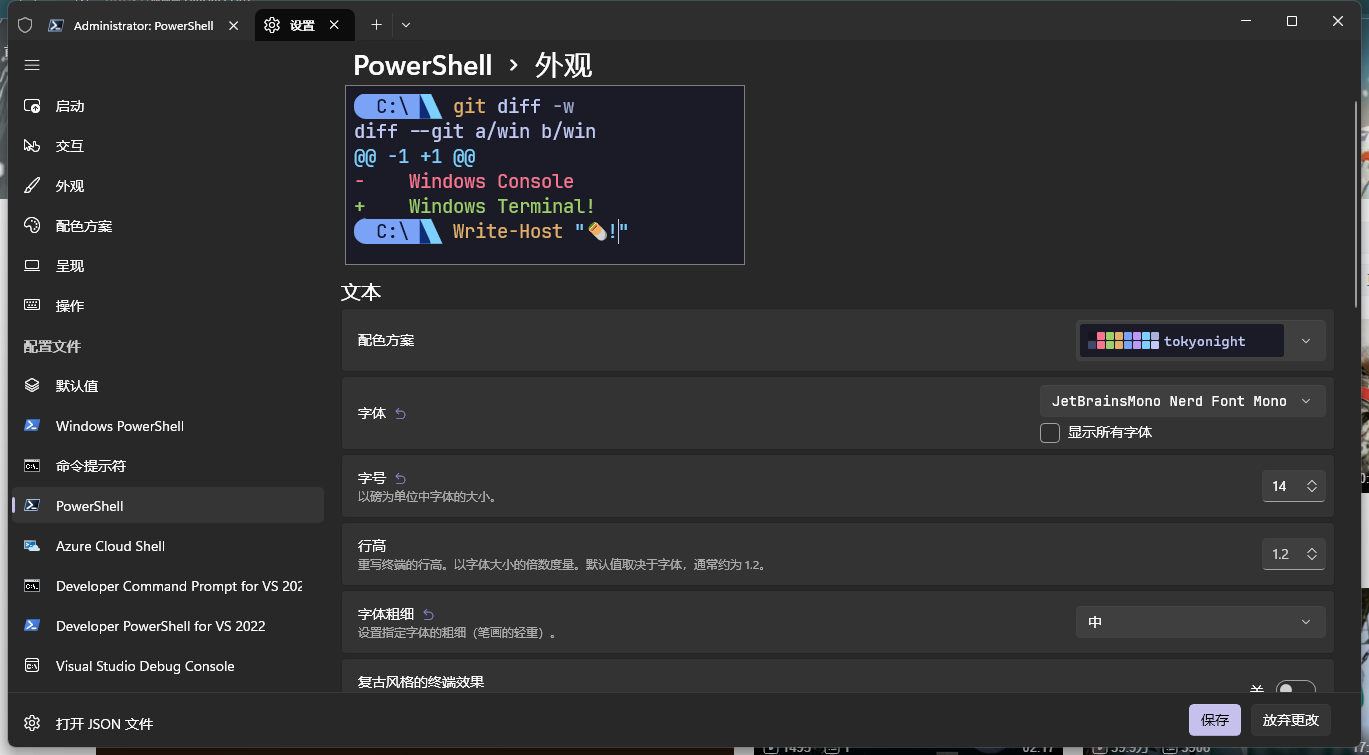 Administrator: PowerShell
设置
PowerShell › 外观
启动
交互
外观
配色方案
呈现
操作
配置文件
默认值
Windows PowerShell
命令提示符
PowerShell
Azure Cloud Shell
Developer Command Prompt for VS 202
Developer PowerShell for VS 2022
Visual Studio Debug Console
打开 JSON 文件
C:\ git diff -w
diff --git a/win b/win
@@ -1 +1 @@
-    Windows Console
+    Windows Terminal!
C:\ Write-Host "🌯!"
文本
配色方案
tokyonight
字体
JetBrainsMono Nerd Font Mono
显示所有字体
字号
以磅为单位中字体的大小。
14
行高
重写终端的行高。以字体大小的倍数度量。默认值取决于字体，通常约为 1.2。
1.2
字体粗细
设置指定字体的粗细（笔画的轻重）。
中
复古风格的终端效果
关
保存
放弃更改